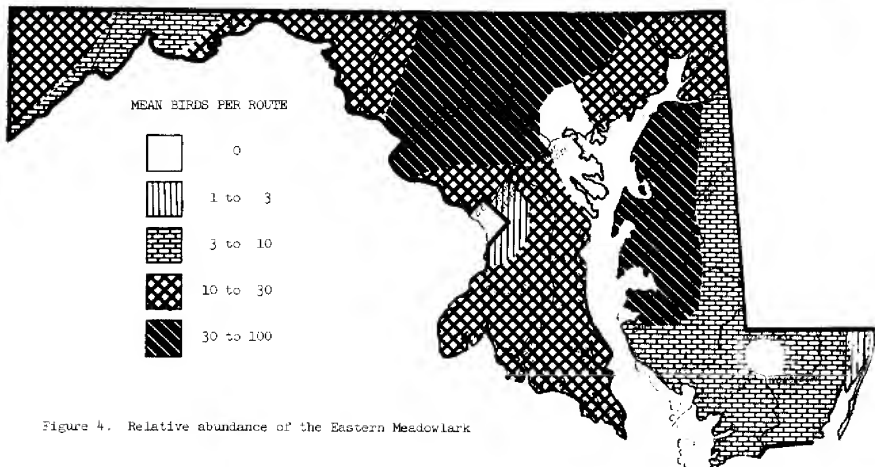 MEAN BIRDS PER ROUTE
0
1 to 3
3 to 10
10 to 30
30 to 100
Figure 4. Relative abundance of the Eastern Meadowlark